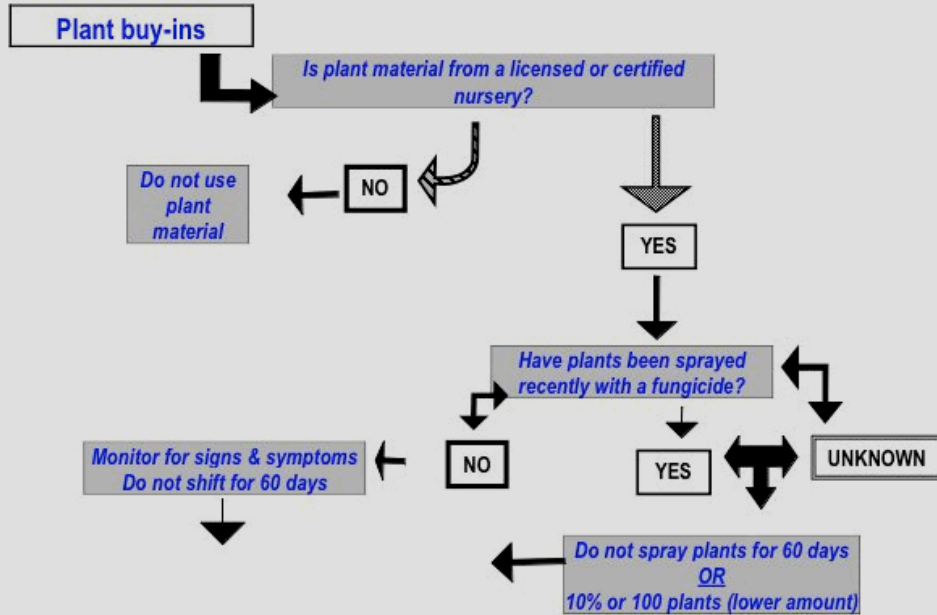 Plant buy-ins
Is plant material from a licensed or certified
nursery?
Do not use
plant
material
NO
YES
Have plants been sprayed
recently with a fungicide?
Monitor for signs & symptoms
Do not shift for 60 days
NO
YES
UNKNOWN
Do not spray plants for 60 days
OR
10% or 100 plants (lower amount)